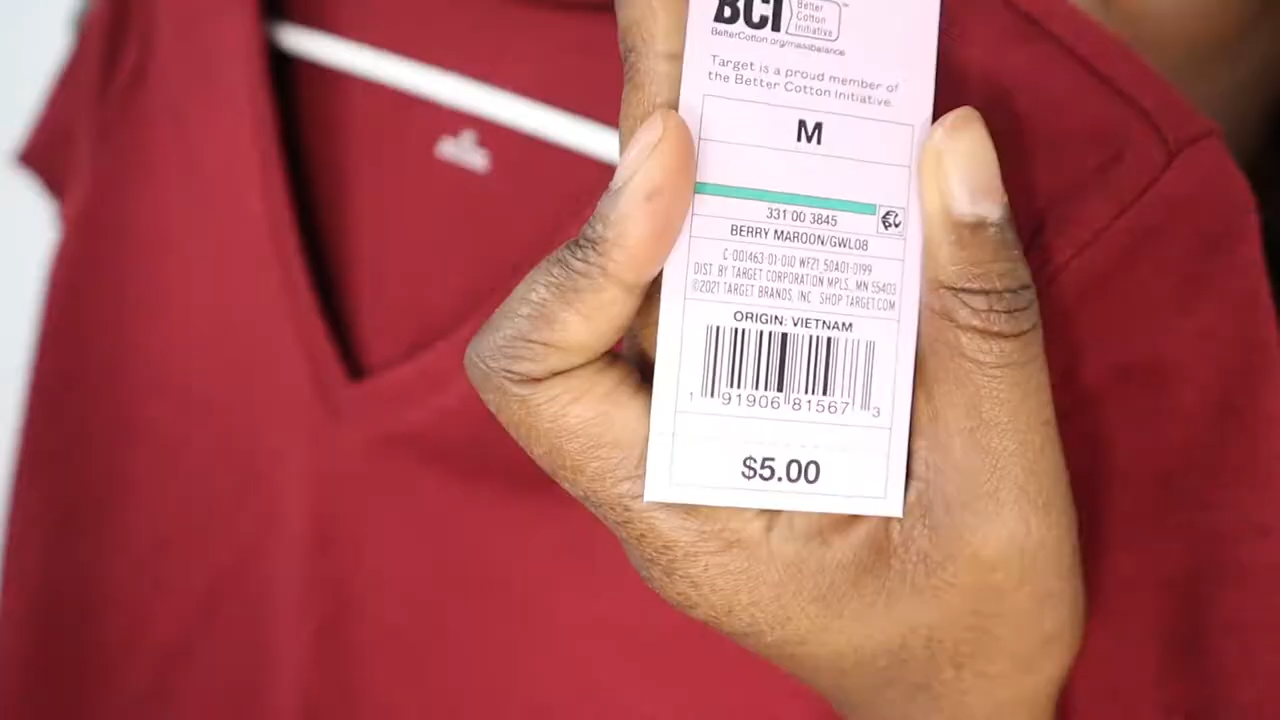 BCI
Better
Cotton
Initiative
BetterCotton.org/massbalance
Target is a proud member of
the Better Cotton Initiative.
M
331 00 3845
BERRY MAROON/GWL08
C-001463-01-010 WF21_50A01-0199
DIST. BY TARGET CORPORATION MPLS., MN 55403
©2021 TARGET BRANDS, INC. SHOP TARGET.COM
ORIGIN: VIETNAM
1 91906 81567 3
$5.00